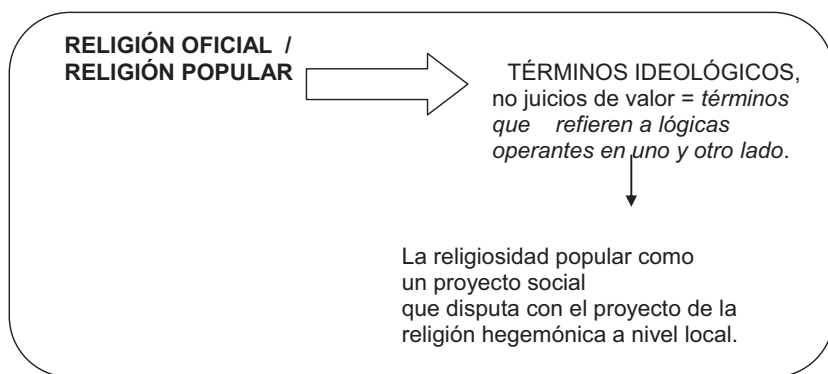 RELIGIÓN OFICIAL /
RELIGIÓN POPULAR
TÉRMINOS IDEOLÓGICOS,
no juicios de valor = términos
que refieren a lógicas
operantes en uno y otro lado.
La religiosidad popular como
un proyecto social
que disputa con el proyecto de la
religión hegemónica a nivel local.